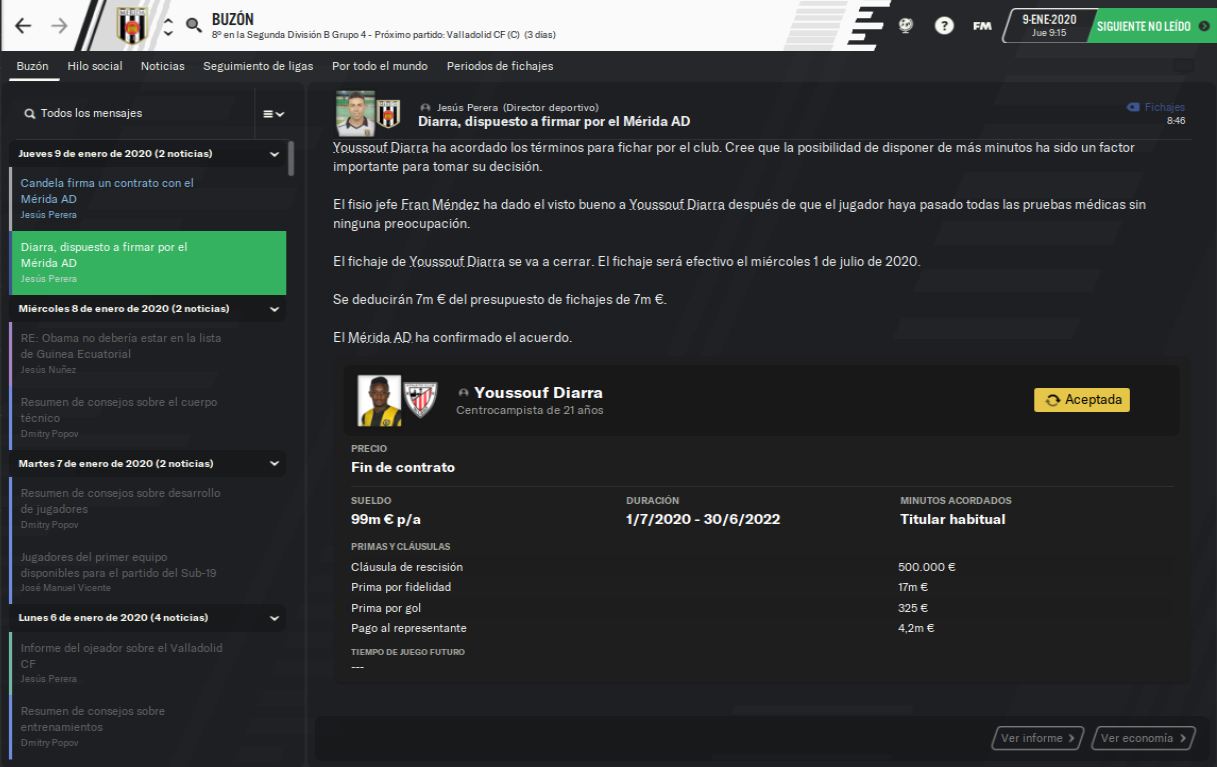 BUZÓN
8º en la Segunda División B Grupo 4 - Próximo partido: Valladolid CF (C) (3 días)
?
FM
9-ENE-2020
Jue 9:15
SIGUIENTE NO LEÍDO
Buzón
Hilo social
Noticias
Seguimiento de ligas
Por todo el mundo
Periodos de fichajes
Todos los mensajes
Jueves 9 de enero de 2020 (2 noticias)
Candela firma un contrato con el
Mérida AD
Jesús Perera
Diarra, dispuesto a firmar por el
Mérida AD
Jesús Perera
Miércoles 8 de enero de 2020 (2 noticias)
RE: Obama no debería estar en la lista
de Guinea Ecuatorial
Jesús Nuñez
Resumen de consejos sobre el cuerpo
técnico
Dmitry Popov
Martes 7 de enero de 2020 (2 noticias)
Resumen de consejos sobre desarrollo
de jugadores
Dmitry Popov
Jugadores del primer equipo
disponibles para el partido del Sub-19
José Manuel Vicente
Lunes 6 de enero de 2020 (4 noticias)
Informe del ojeador sobre el Valladolid
CF
Jesús Perera
Resumen de consejos sobre
entrenamientos
Dmitry Popov
Jesús Perera (Director deportivo)
Diarra, dispuesto a firmar por el Mérida AD
Fichajes
8:46
Youssouf Diarra ha acordado los términos para fichar por el club. Cree que la posibilidad de disponer de más minutos ha sido un factor
importante para tomar su decisión.
El fisio jefe Fran Méndez ha dado el visto bueno a Youssouf Diarra después de que el jugador haya pasado todas las pruebas médicas sin
ninguna preocupación.
El fichaje de Youssouf Diarra se va a cerrar. El fichaje será efectivo el miércoles 1 de julio de 2020.
Se deducirán 7m € del presupuesto de fichajes de 7m €.
El Mérida AD ha confirmado el acuerdo.
Youssouf Diarra
Centrocampista de 21 años
Aceptada
PRECIO
Fin de contrato
SUELDO
99m € p/a
DURACIÓN
1/7/2020 - 30/6/2022
MINUTOS ACORDADOS
Titular habitual
PRIMAS Y CLÁUSULAS
Cláusula de rescisión 500.000 €
Prima por fidelidad 17m €
Prima por gol 325 €
Pago al representante 4,2m €
TIEMPO DE JUEGO FUTURO
---
Ver informe
Ver economía